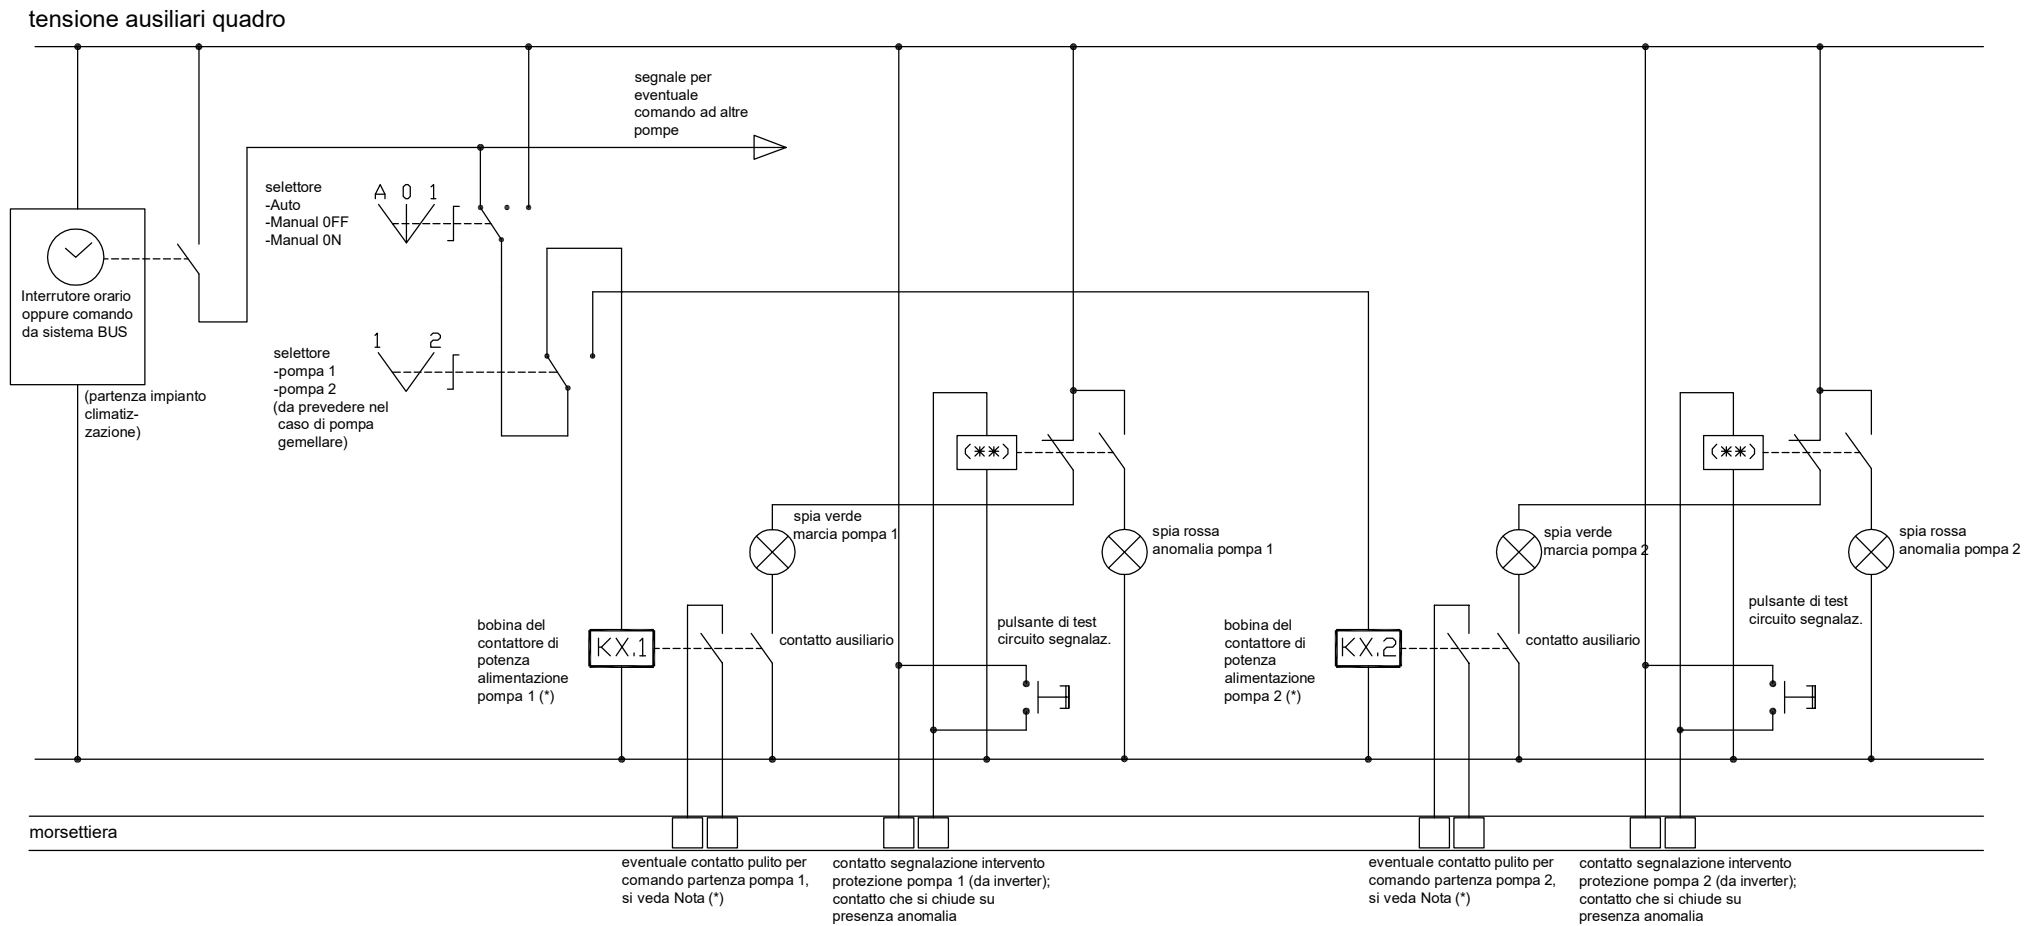 tensione ausiliari quadro
segnale per
eventuale
comando ad altre
pompe
selettore
-Auto
-Manual 0FF
-Manual 0N
A 0 1
Interrutore orario
oppure comando
da sistema BUS
(partenza impianto
climatiz-
zazione)
selettore
-pompa 1
-pompa 2
(da prevedere nel
caso di pompa
gemellare)
1 2
(**)
(**)
spia verde
marcia pompa 1
spia rossa
anomalia pompa 1
spia verde
marcia pompa 2
spia rossa
anomalia pompa 2
bobina del
contattore di
potenza
alimentazione
pompa 1 (*)
KX.1
contatto ausiliario
pulsante di test
circuito segnalaz.
bobina del
contattore di
potenza
alimentazione
pompa 2 (*)
KX.2
contatto ausiliario
pulsante di test
circuito segnalaz.
morsettiera
eventuale contatto pulito per
comando partenza pompa 1,
si veda Nota (*)
contatto segnalazione intervento
protezione pompa 1 (da inverter);
contatto che si chiude su
presenza anomalia
eventuale contatto pulito per
comando partenza pompa 2,
si veda Nota (*)
contatto segnalazione intervento
protezione pompa 2 (da inverter);
contatto che si chiude su
presenza anomalia